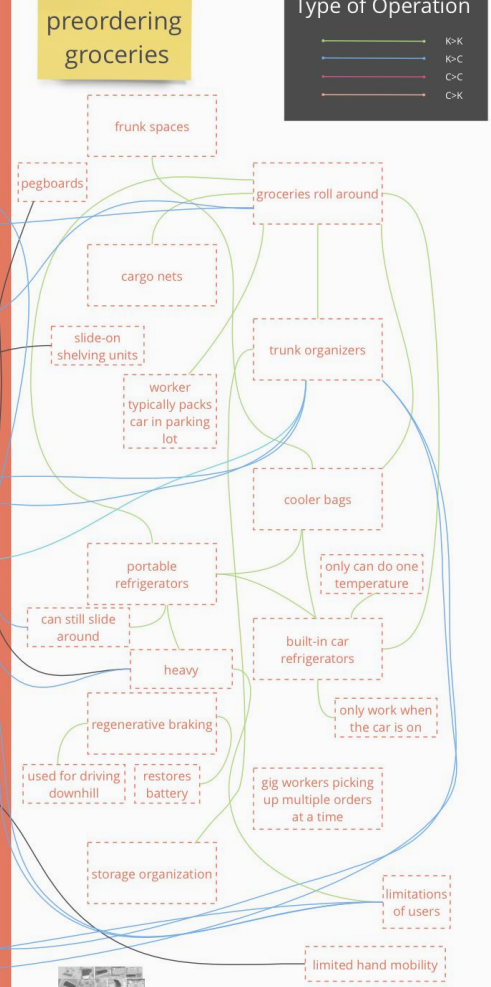 preordering
groceries
Type of Operation
K>K
K>C
C>C
C>K
frunk spaces
pegboards
groceries roll around
cargo nets
slide-on
shelving units
trunk organizers
worker
typically packs
car in parking
lot
cooler bags
portable
refrigerators
only can do one
temperature
can still slide
around
built-in car
refrigerators
heavy
only work when
the car is on
regenerative braking
used for driving
downhill
restores
battery
gig workers picking
up multiple orders
at a time
storage organization
limitations
of users
limited hand mobility